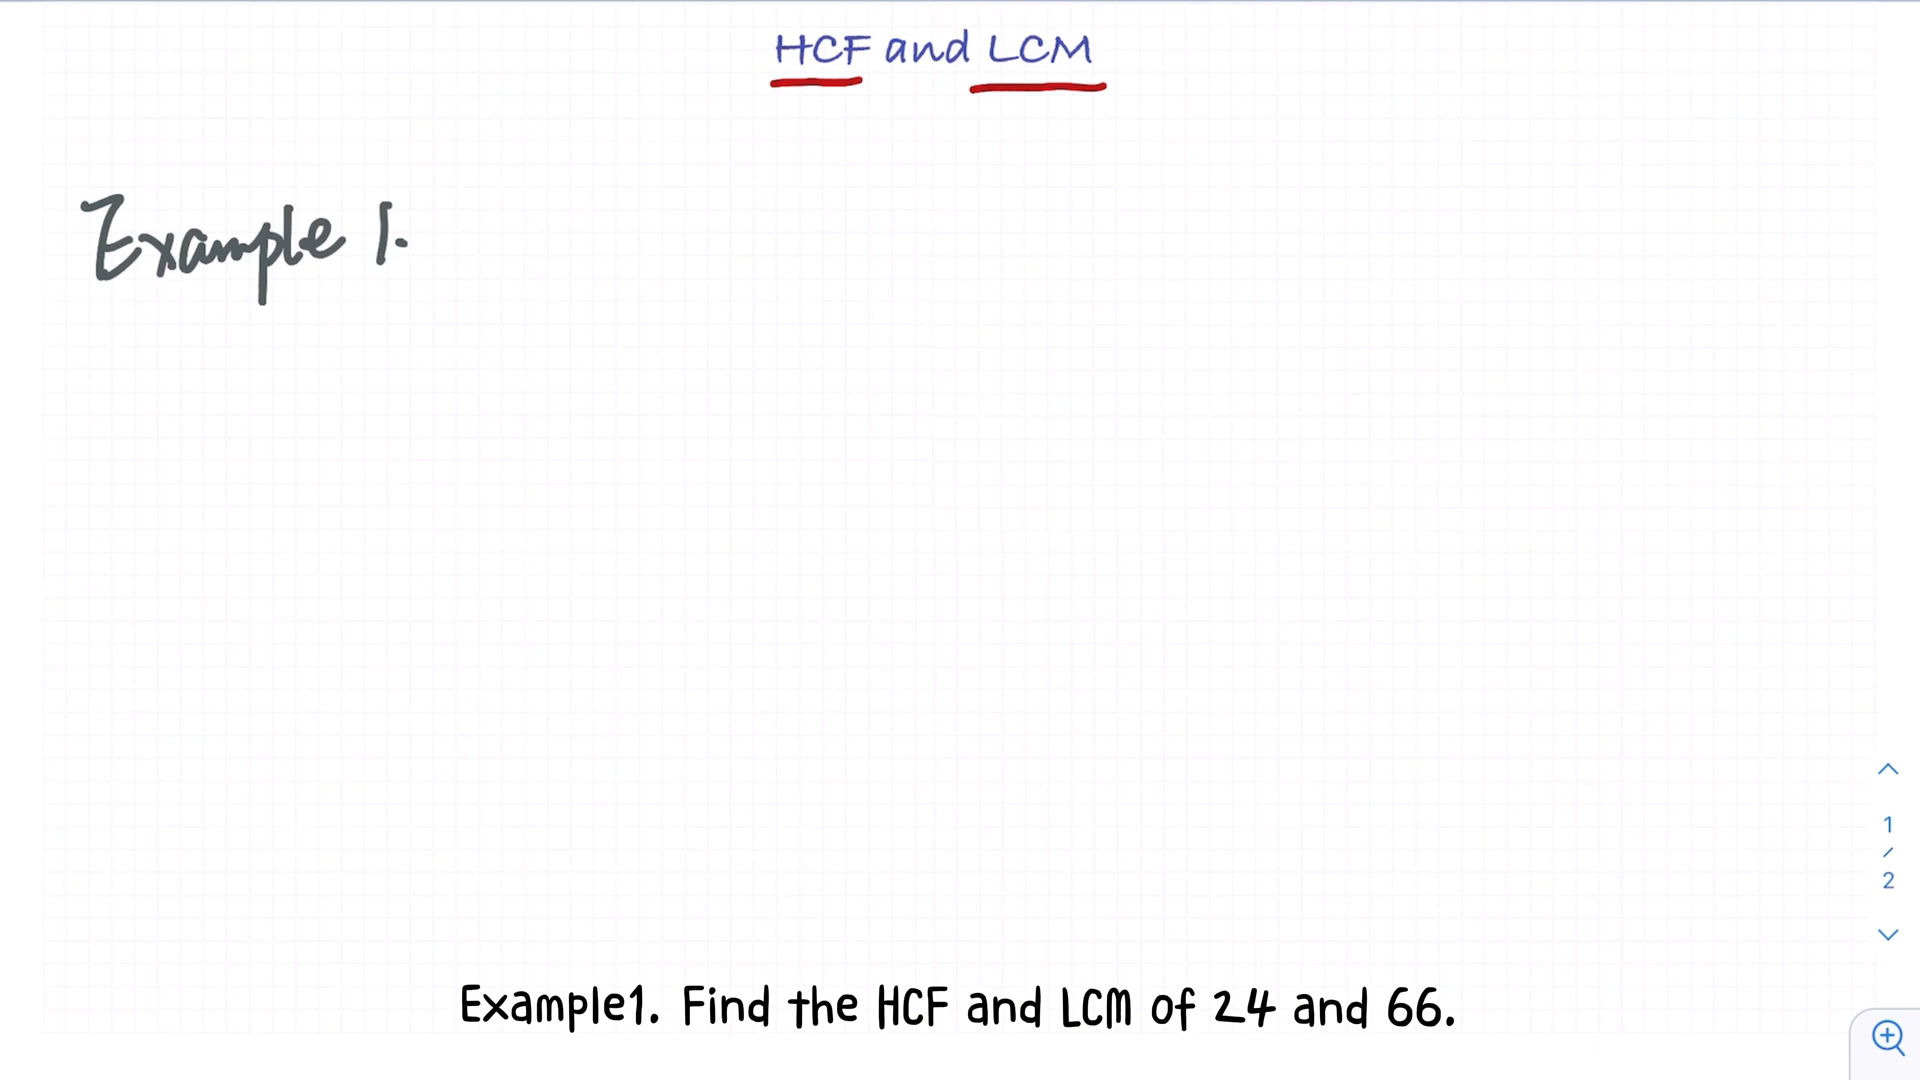 HCF and LCM
Example 1.
1
/
2
Example1. Find the HCF and LCM of 24 and 66.